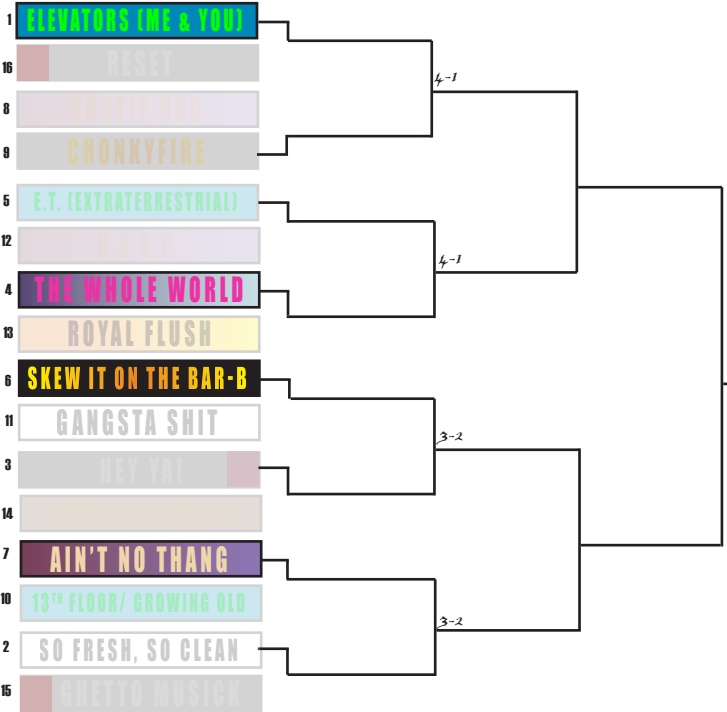 1 ELEVATORS (ME & YOU)
16 RESET
8
9 CHONKYFIRE
4-1
5 E.T. (EXTRATERRESTRIAL)
12
4 THE WHOLE WORLD
4-1
13 ROYAL FLUSH
6 SKEW IT ON THE BAR-B
11 GANGSTA SHIT
3-2
3 HEY YA!
14
7 AIN'T NO THANG
10 13TH FLOOR/ GROWING OLD
3-2
2 SO FRESH, SO CLEAN
15 GHETTO MUSICK